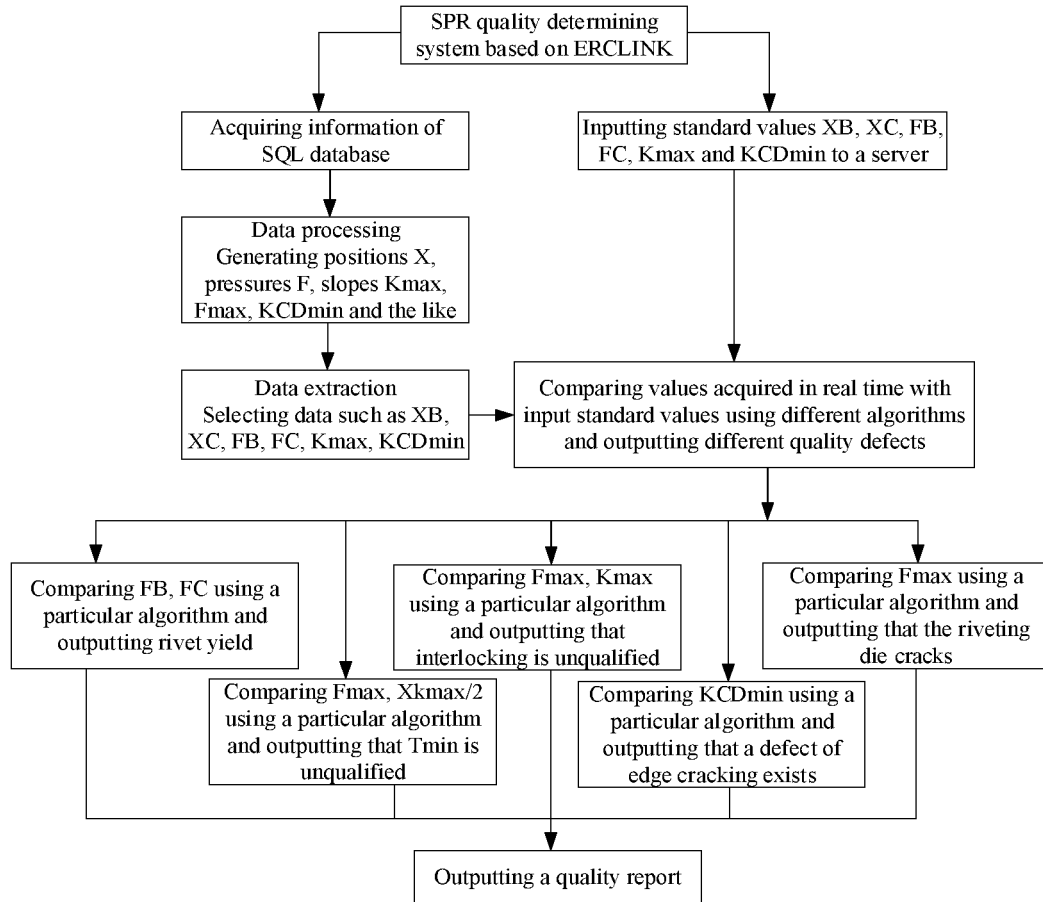 SPR quality determining
system based on ERCLINK
Acquiring information of
SQL database
Inputting standard values XB, XC, FB,
FC, Kmax and KCDmin to a server
Data processing
Generating positions X,
pressures F, slopes Kmax,
Fmax, KCDmin and the like
Data extraction
Selecting data such as XB,
XC, FB, FC, Kmax, KCDmin
Comparing values acquired in real time with
input standard values using different algorithms
and outputting different quality defects
Comparing FB, FC using a
particular algorithm and
outputting rivet yield
Comparing Fmax, Xkmax/2
using a particular algorithm
and outputting that Tmin is
unqualified
Comparing Fmax, Kmax
using a particular algorithm
and outputting that
interlocking is unqualified
Comparing KCDmin using a
particular algorithm and
outputting that a defect of
edge cracking exists
Comparing Fmax using a
particular algorithm and
outputting that the riveting
die cracks
Outputting a quality report